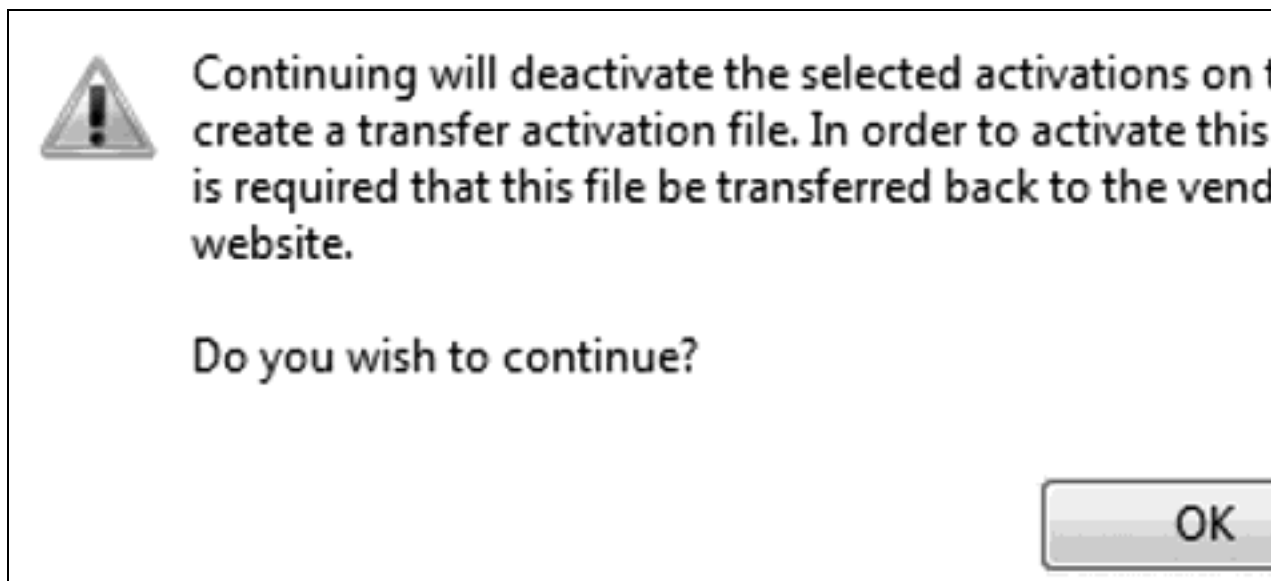 Continuing will deactivate the selected activations on
create a transfer activation file. In order to activate this
is required that this file be transferred back to the
website.
Do you wish to continue?
OK